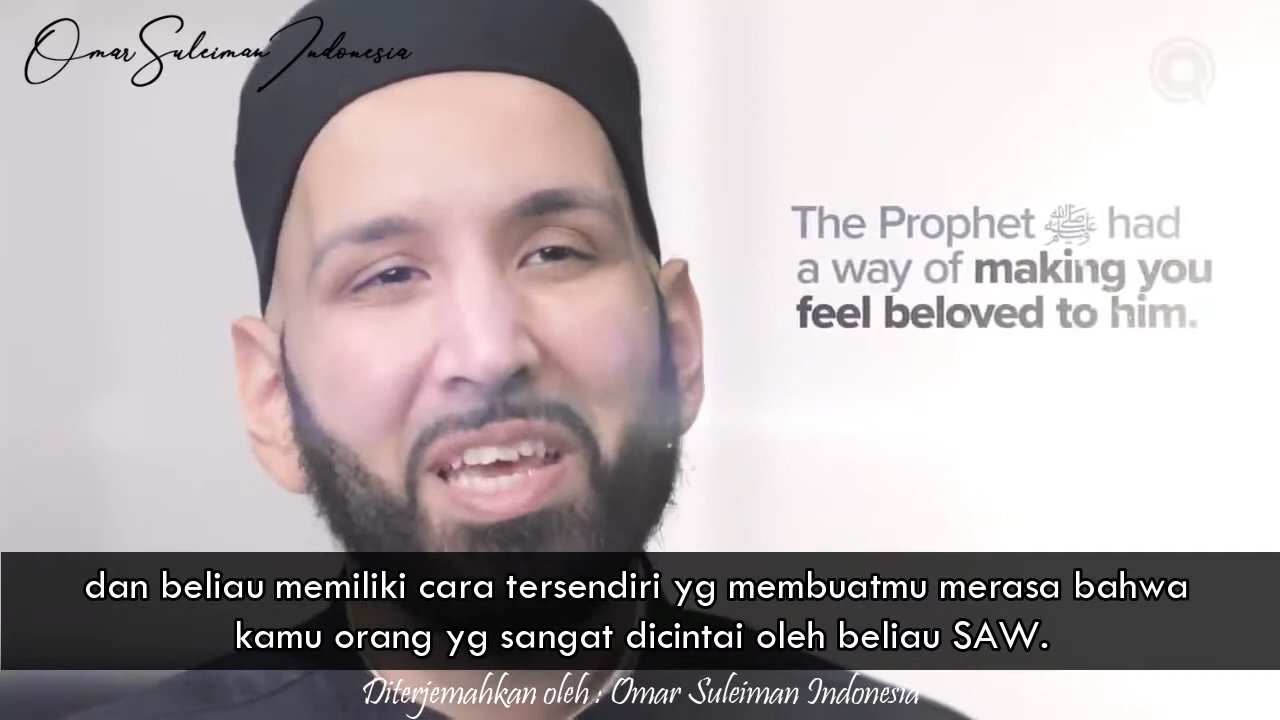 Omar Suleiman Indonesia
The Prophet ﷺ had
a way of making you
feel beloved to him.
dan beliau memiliki cara tersendiri yg membuatmu merasa bahwa
kamu orang yg sangat dicintai oleh beliau SAW.
Diterjemahkan oleh : Omar Suleiman Indonesia